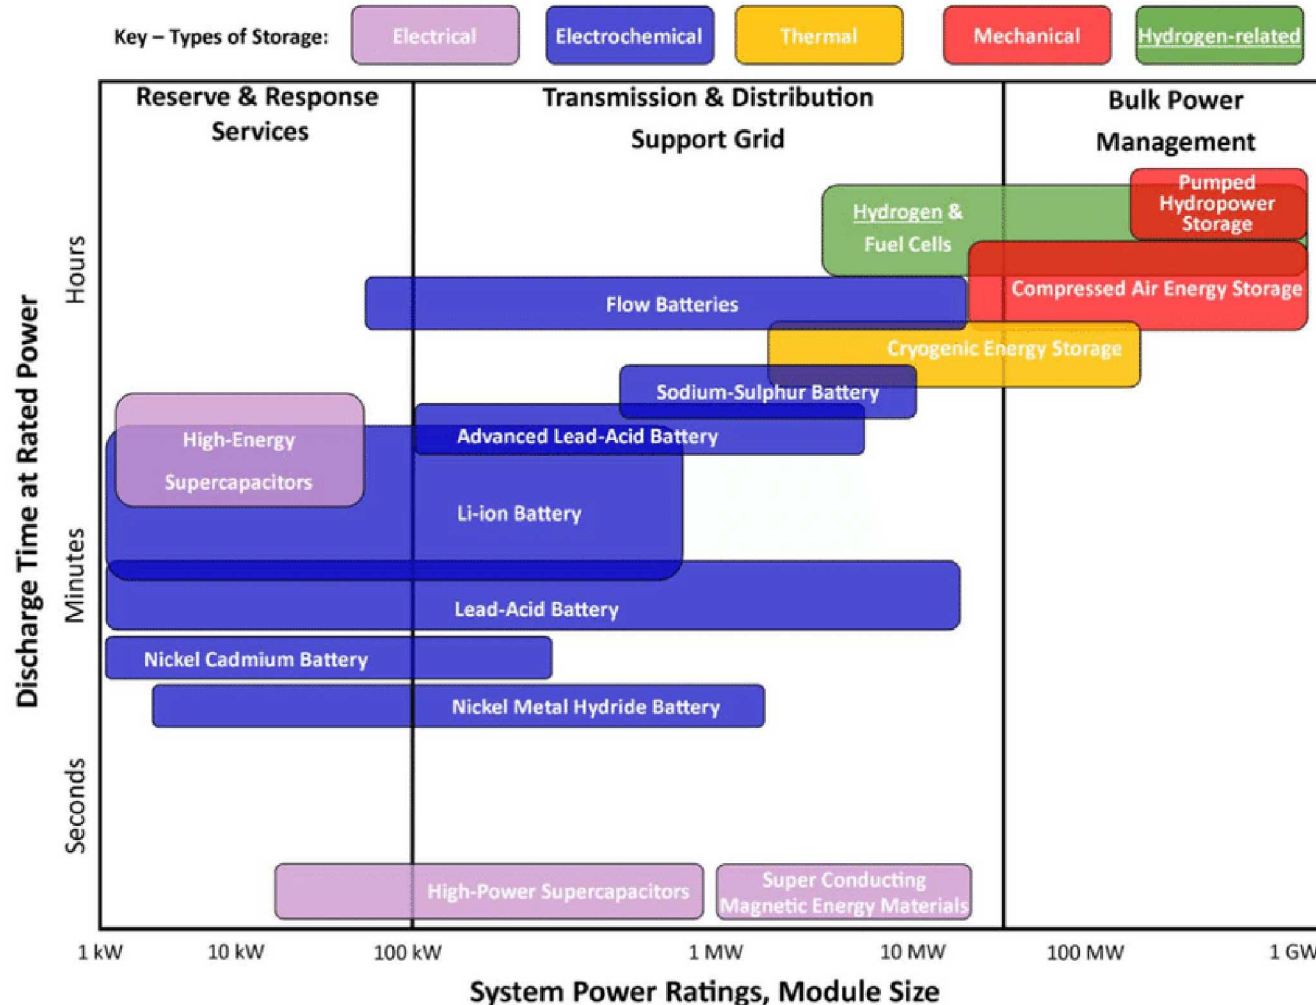 Key – Types of Storage: Electrical Electrochemical Thermal Mechanical Hydrogen-related
Reserve & Response
Services
Transmission & Distribution
Support Grid
Bulk Power
Management
Pumped
Hydropower
Storage
Hydrogen &
Fuel Cells
Compressed Air Energy Storage
Flow Batteries
Cryogenic Energy Storage
Sodium-Sulphur Battery
Advanced Lead-Acid Battery
High-Energy
Supercapacitors
Li-ion Battery
Lead-Acid Battery
Nickel Cadmium Battery
Nickel Metal Hydride Battery
High-Power Supercapacitors
Super Conducting
Magnetic Energy Materials
Discharge Time at Rated Power
Hours
Minutes
Seconds
1 kW 10 kW 100 kW 1 MW 10 MW 100 MW 1 GW
System Power Ratings, Module Size